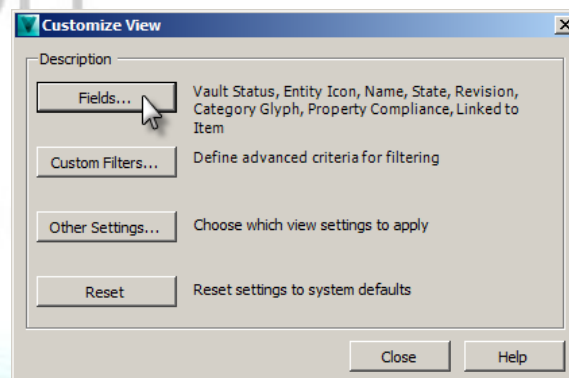 Customize View
Description
Fields...
Vault Status, Entity Icon, Name, State, Revision,
Category Glyph, Property Compliance, Linked to
Item
Custom Filters...
Define advanced criteria for filtering
Other Settings...
Choose which view settings to apply
Reset
Reset settings to system defaults
Close
Help